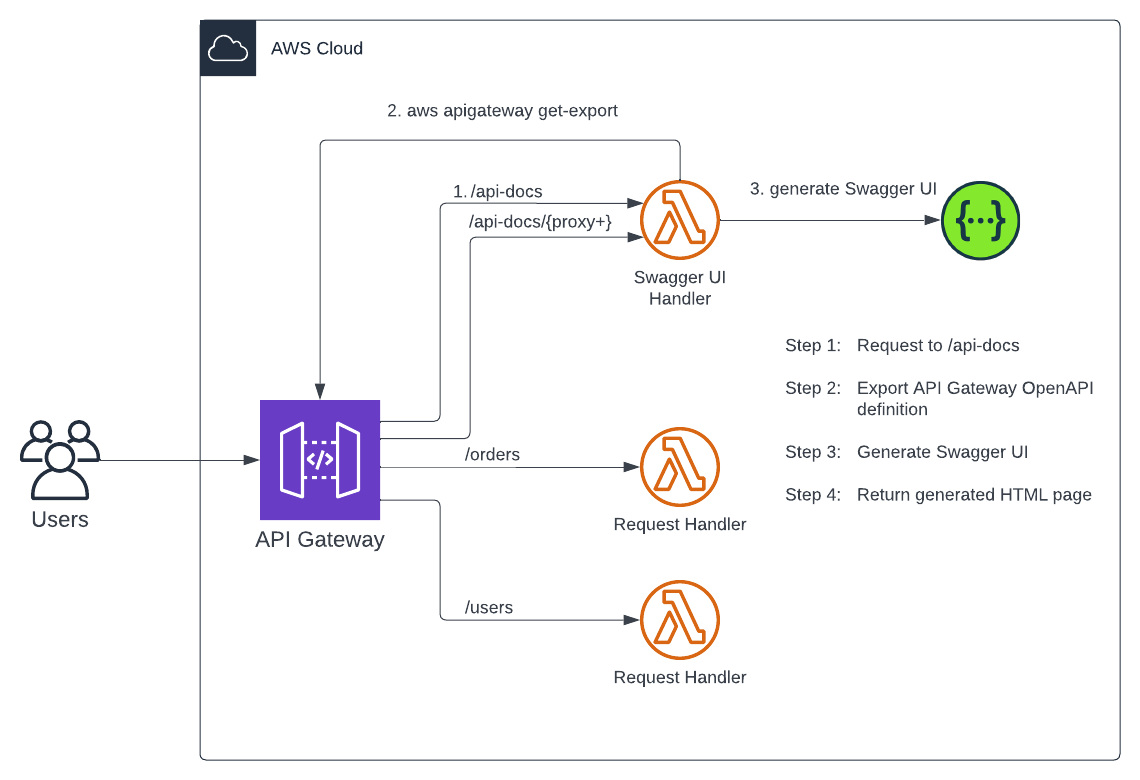 AWS Cloud
2. aws apigateway get-export
1. /api-docs
3. generate Swagger UI
{...}
/api-docs/{proxy+}
Swagger UI
Handler
Step 1: Request to /api-docs
Step 2: Export API Gateway OpenAPI
definition
Step 3: Generate Swagger UI
Step 4: Return generated HTML page
</>
/orders
Users
API Gateway
Request Handler
/users
Request Handler